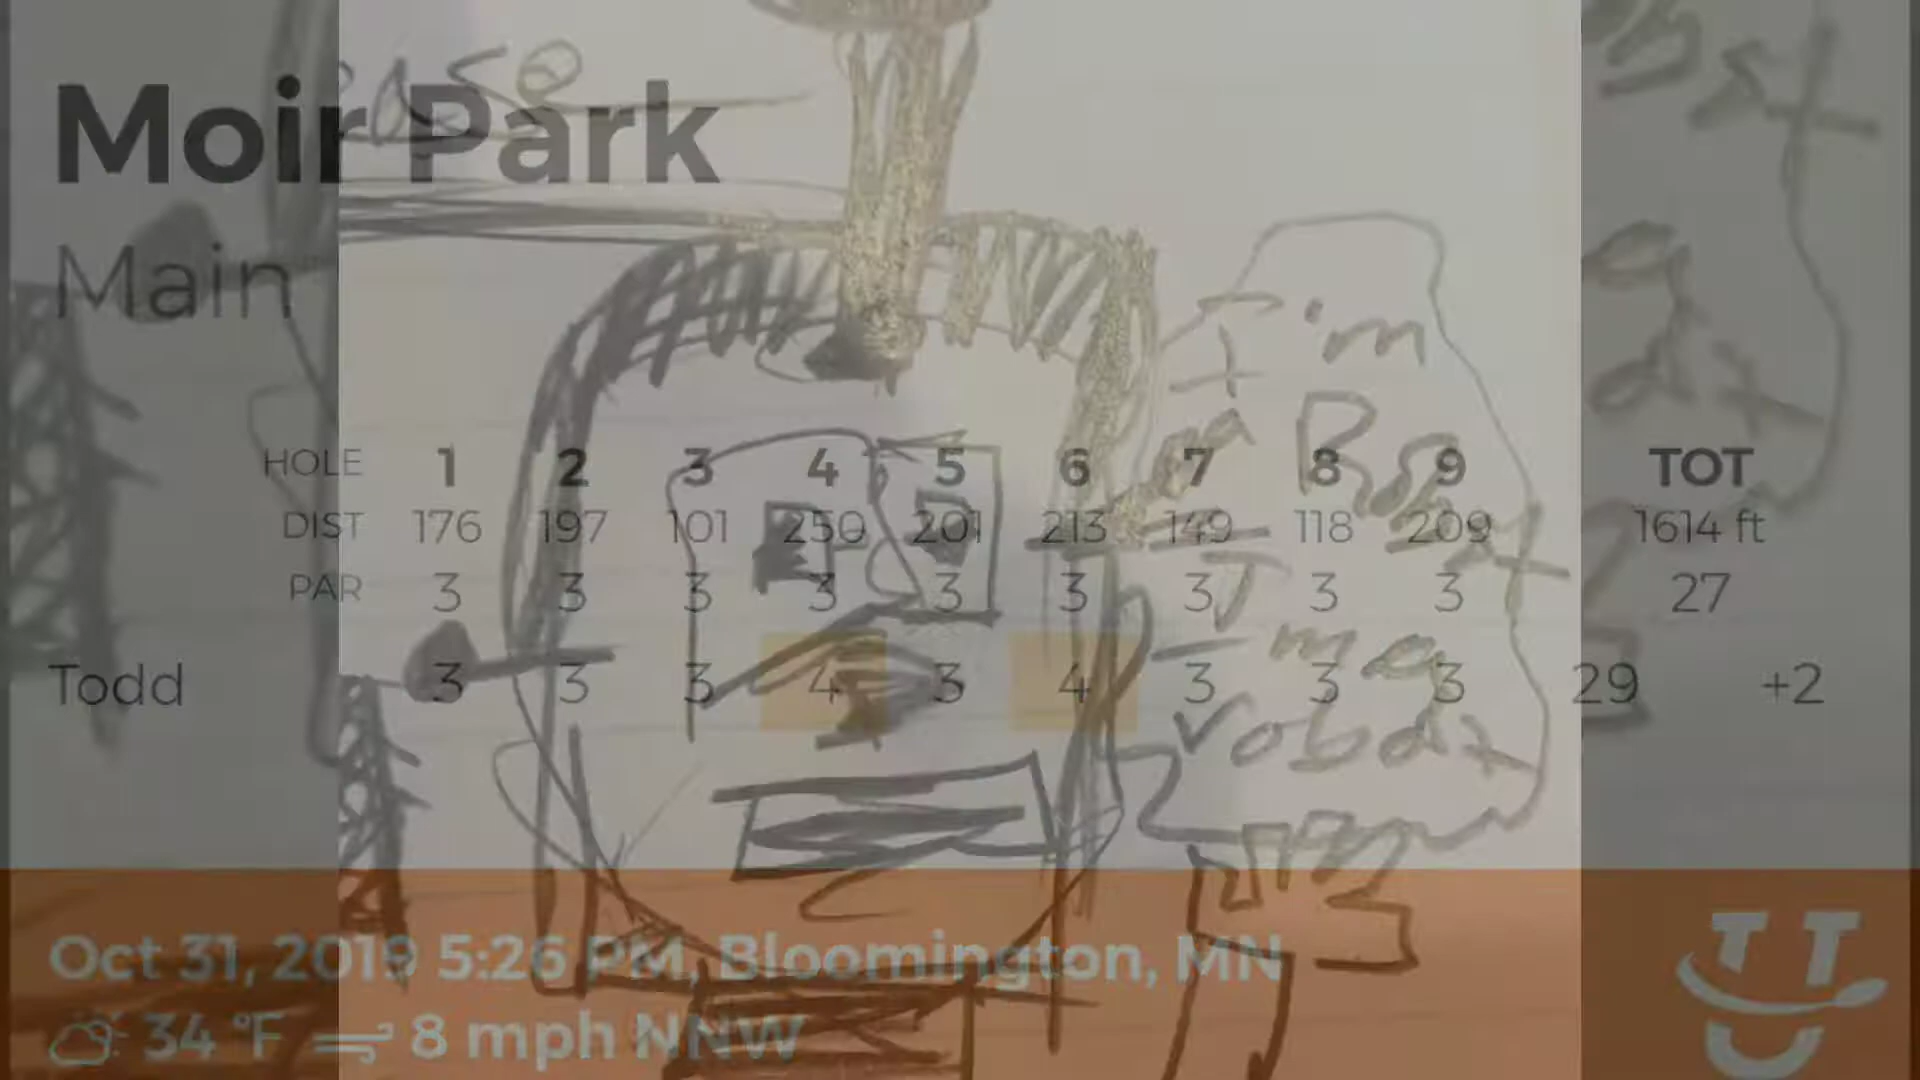 Moir Park
Main
HOLE 1 2 3 4 5 6 7 8 9 TOT
DIST 176 197 101 250 201 213 149 118 209 1614 ft
PAR 3 3 3 3 3 3 3 3 3 27
Todd 3 3 3 4 3 4 3 3 3 29 +2
I'm
a Robot
I'm a
robot
Oct 31, 2019 5:26 PM, Bloomington, MN
34 °F 8 mph NNW